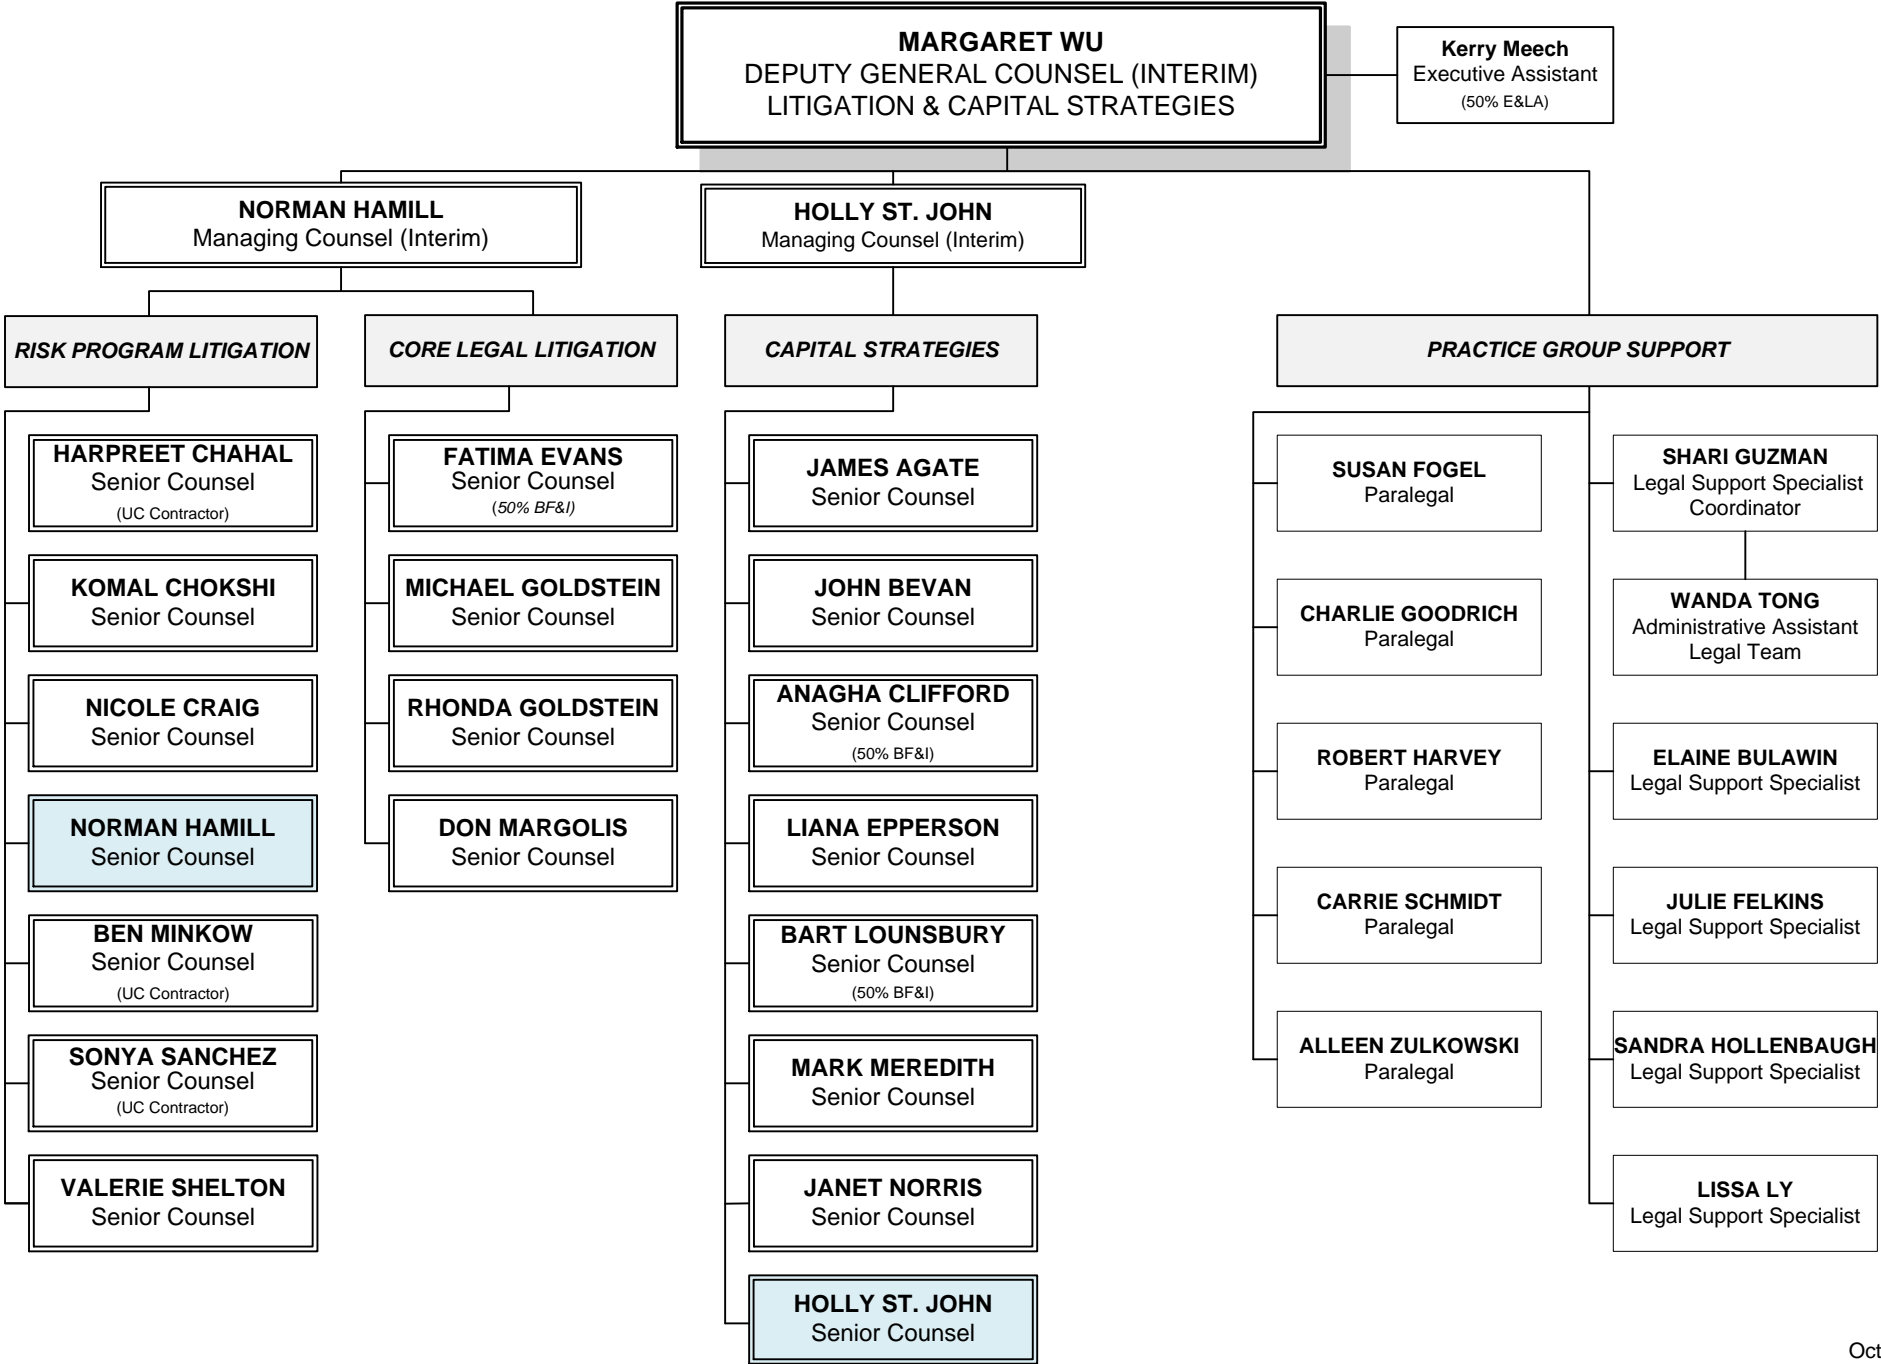 MARGARET WU
DEPUTY GENERAL COUNSEL (INTERIM)
LITIGATION & CAPITAL STRATEGIES
Kerry Meech
Executive Assistant
(50% E&LA)
NORMAN HAMILL
Managing Counsel (Interim)
HOLLY ST. JOHN
Managing Counsel (Interim)
RISK PROGRAM LITIGATION
CORE LEGAL LITIGATION
CAPITAL STRATEGIES
PRACTICE GROUP SUPPORT
HARPREET CHAHAL
Senior Counsel
(UC Contractor)
KOMAL CHOKSHI
Senior Counsel
NICOLE CRAIG
Senior Counsel
NORMAN HAMILL
Senior Counsel
BEN MINKOW
Senior Counsel
(UC Contractor)
SONYA SANCHEZ
Senior Counsel
(UC Contractor)
VALERIE SHELTON
Senior Counsel
FATIMA EVANS
Senior Counsel
(50% BF&I)
MICHAEL GOLDSTEIN
Senior Counsel
RHONDA GOLDSTEIN
Senior Counsel
DON MARGOLIS
Senior Counsel
JAMES AGATE
Senior Counsel
JOHN BEVAN
Senior Counsel
ANAGHA CLIFFORD
Senior Counsel
(50% BF&I)
LIANA EPPERSON
Senior Counsel
BART LOUNSBURY
Senior Counsel
(50% BF&I)
MARK MEREDITH
Senior Counsel
JANET NORRIS
Senior Counsel
HOLLY ST. JOHN
Senior Counsel
SUSAN FOGEL
Paralegal
CHARLIE GOODRICH
Paralegal
ROBERT HARVEY
Paralegal
CARRIE SCHMIDT
Paralegal
ALLEEN ZULKOWSKI
Paralegal
SHARI GUZMAN
Legal Support Specialist
Coordinator
WANDA TONG
Administrative Assistant
Legal Team
ELAINE BULAWIN
Legal Support Specialist
JULIE FELKINS
Legal Support Specialist
SANDRA HOLLENBAUGH
Legal Support Specialist
LISSA LY
Legal Support Specialist
Oct